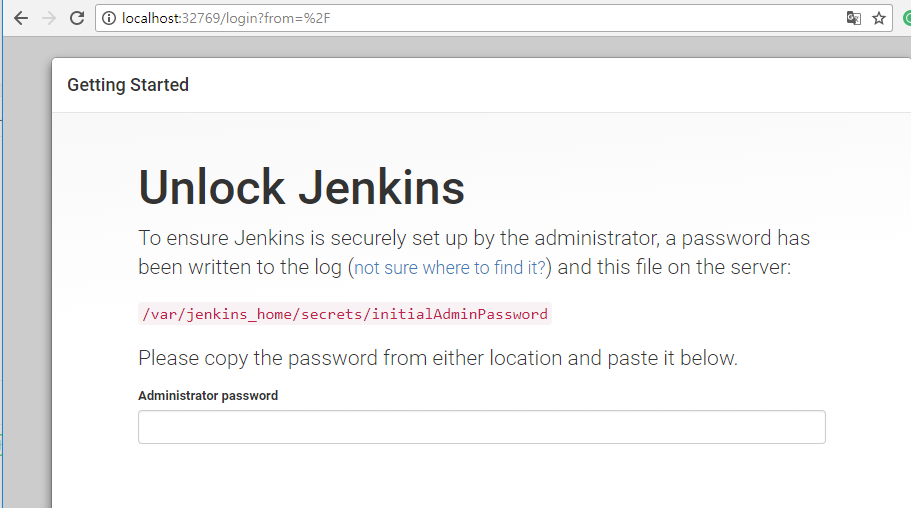 localhost:32769/login?from=%2F
Getting Started
Unlock Jenkins
To ensure Jenkins is securely set up by the administrator, a password has
been written to the log (not sure where to find it?) and this file on the server:
/var/jenkins_home/secrets/initialAdminPassword
Please copy the password from either location and paste it below.
Administrator password